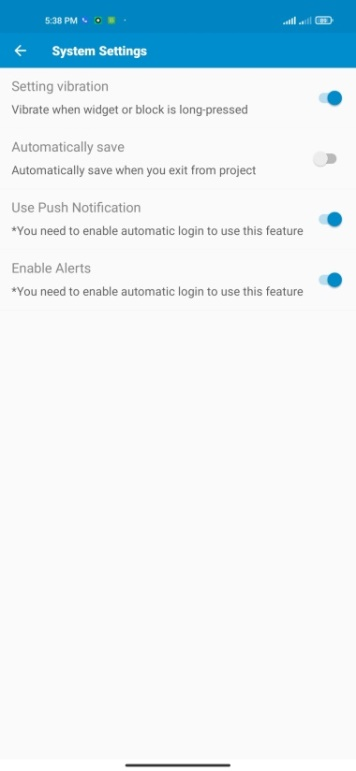 5:38 PM
System Settings
Setting vibration
Vibrate when widget or block is long-pressed
Automatically save
Automatically save when you exit from project
Use Push Notification
*You need to enable automatic login to use this feature
Enable Alerts
*You need to enable automatic login to use this feature